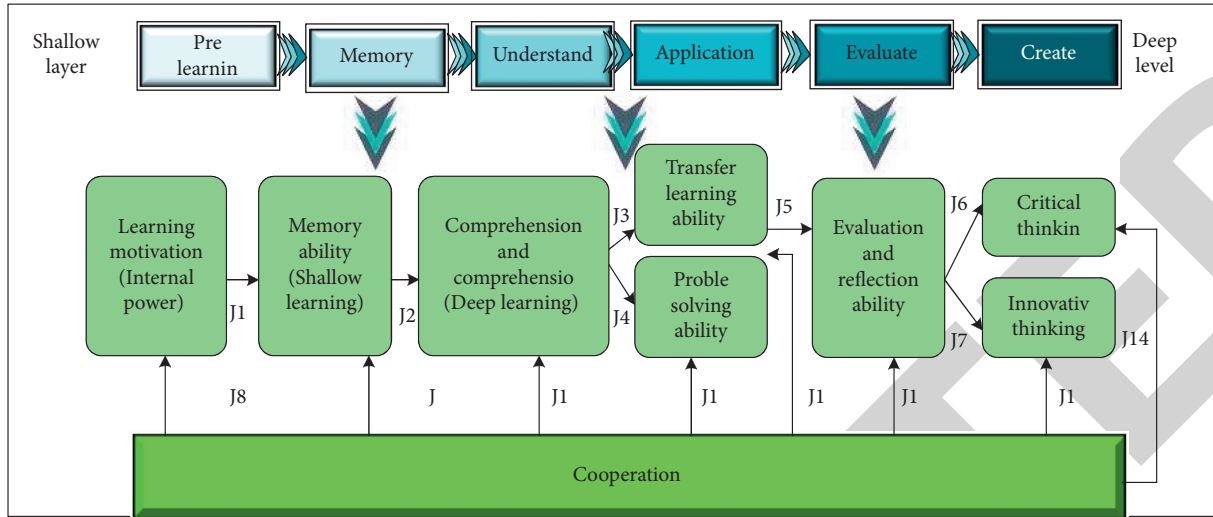 Shallow
layer
Pre
learnin
Memory
Understand
Application
Evaluate
Create
Deep
level
Learning
motivation
(Internal
power)
J1
Memory
ability
(Shallow
learning)
J2
Comprehension
and
comprehensio
(Deep learning)
J3
J4
Transfer
learning
ability
Proble
solving
ability
J5
Evaluation
and
reflection
ability
J6
J7
Critical
thinkin
Innovativ
thinking
J14
J8
J
J1
J1
J1
J1
J1
Cooperation